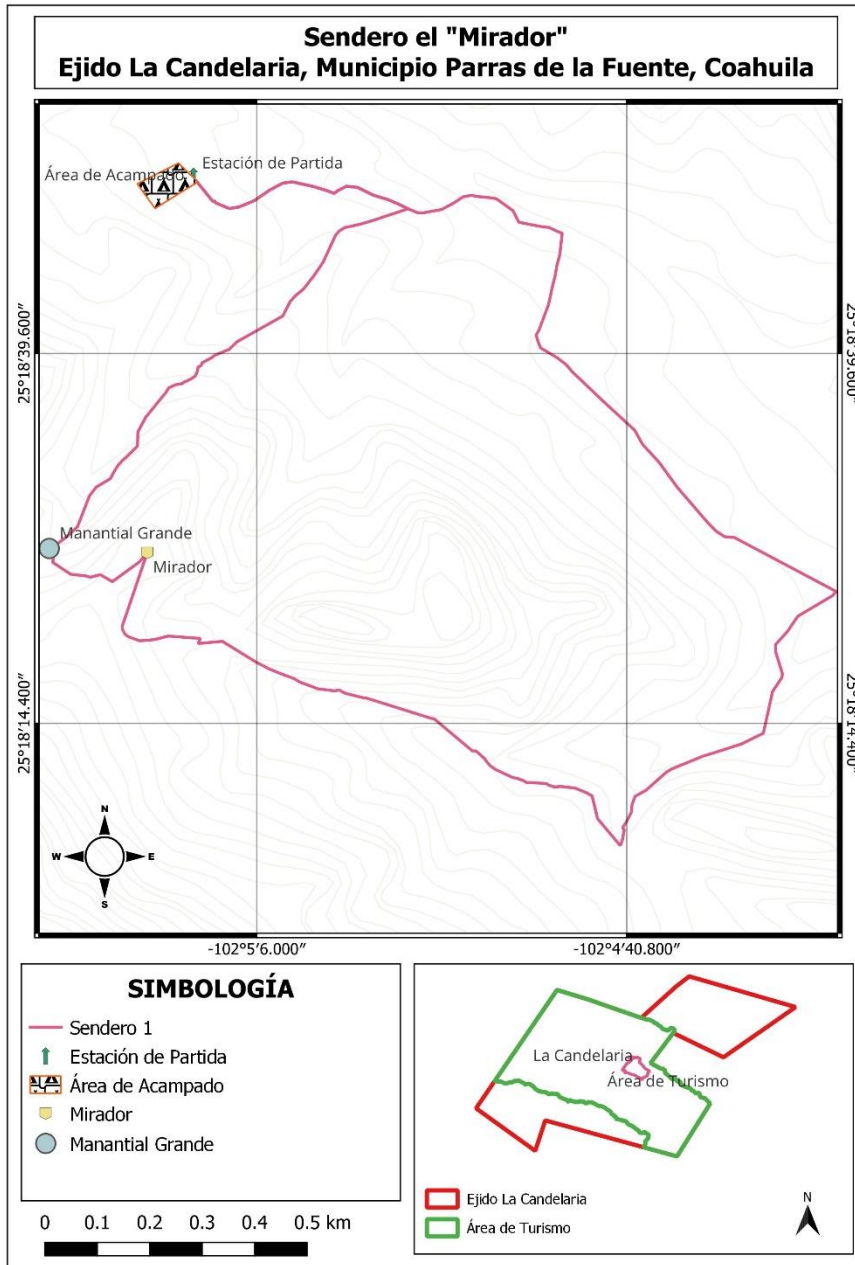 Sendero el "Mirador"
Ejido La Candelaria, Municipio Parras de la Fuente, Coahuila
Estación de Partida
Área de Acampado
25°18'39.600"
25°18'39.600"
Manantial Grande
Mirador
25°18'14.400"
25°18'14.400"
N
W E
S
-102°5'6.000" -102°4'40.800"
SIMBOLOGÍA
Sendero 1
Estación de Partida
Área de Acampado
Mirador
Manantial Grande
0 0.1 0.2 0.3 0.4 0.5 km
La Candelaria
Área de Turismo
Ejido La Candelaria
Área de Turismo
N